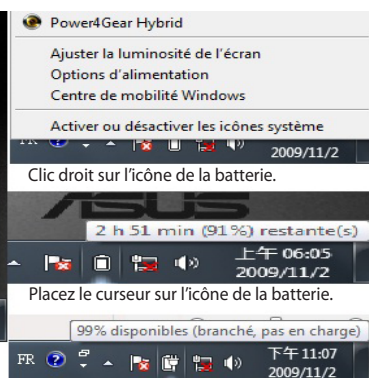 Power4Gear Hybrid
Ajuster la luminosité de l'écran
Options d'alimentation
Centre de mobilité Windows
Activer ou désactiver les icônes système
FR
2009/11/2
Clic droit sur l'icône de la batterie.
ASUS
2 h 51 min (91%) restante(s)
上午 06:05
2009/11/2
Placez le curseur sur l'icône de la batterie.
99% disponibles (branché, pas en charge)
FR 下午 11:07
2009/11/2